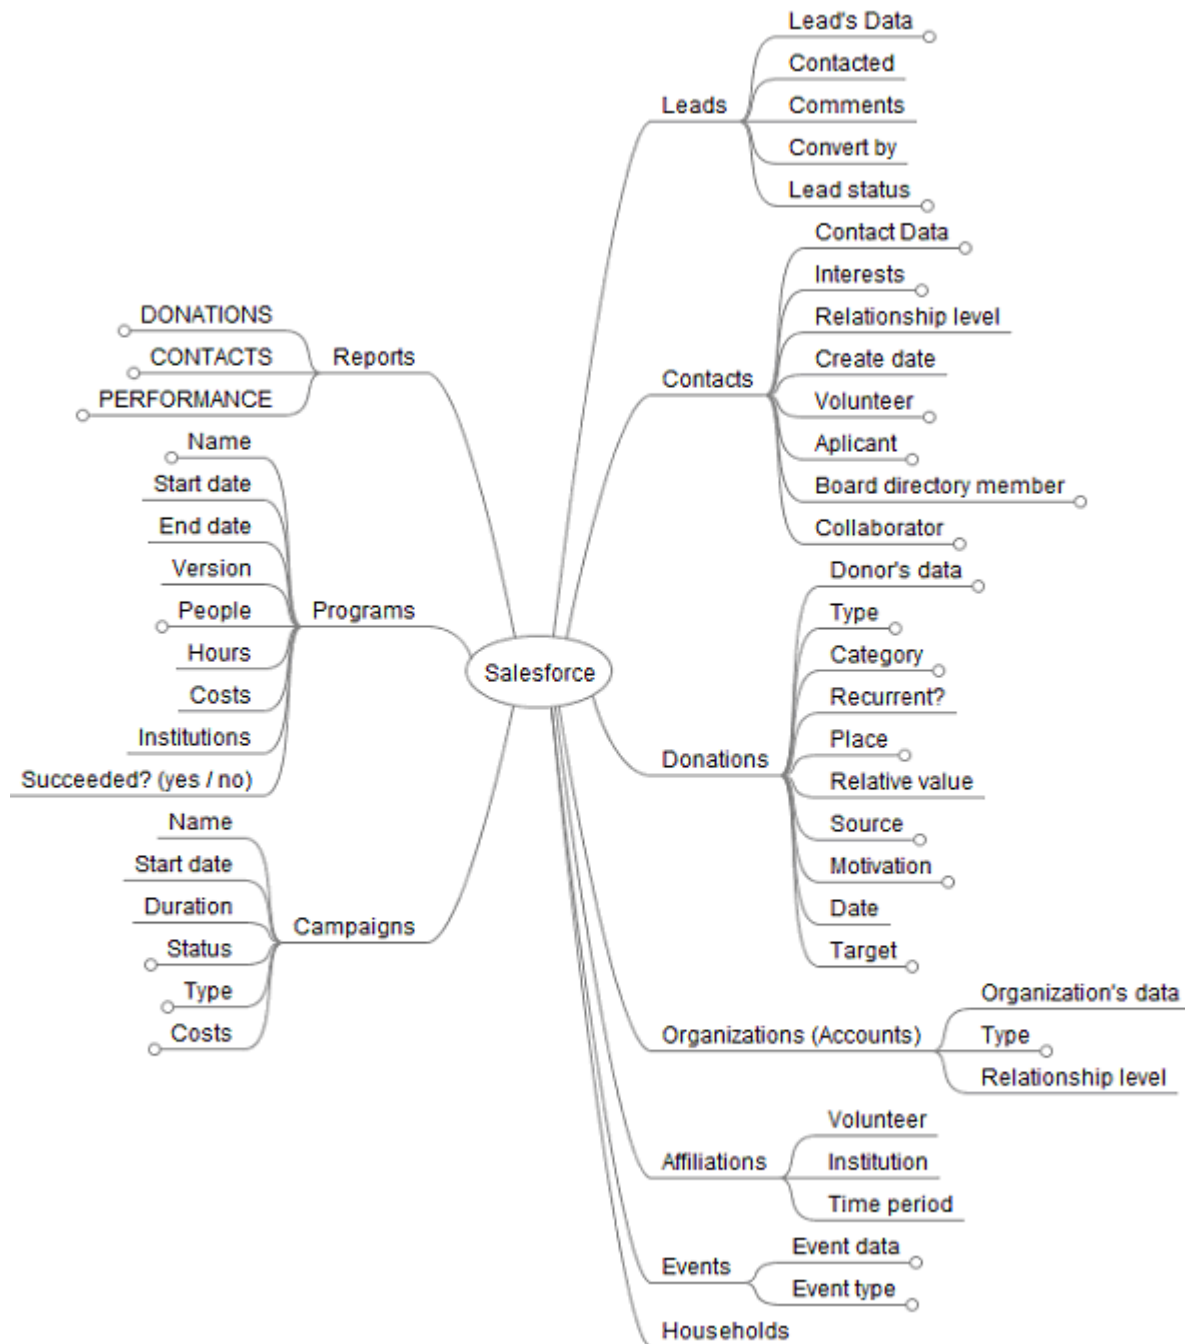 Salesforce
Leads
Lead's Data
Contacted
Comments
Convert by
Lead status
Contacts
Contact Data
Interests
Relationship level
Create date
Volunteer
Aplicant
Board directory member
Collaborator
Donations
Donor's data
Type
Category
Recurrent?
Place
Relative value
Source
Motivation
Date
Target
Organizations (Accounts)
Organization's data
Type
Relationship level
Affiliations
Volunteer
Institution
Time period
Events
Event data
Event type
Households
Reports
DONATIONS
CONTACTS
PERFORMANCE
Programs
Name
Start date
End date
Version
People
Hours
Costs
Institutions
Succeeded? (yes / no)
Campaigns
Name
Start date
Duration
Status
Type
Costs